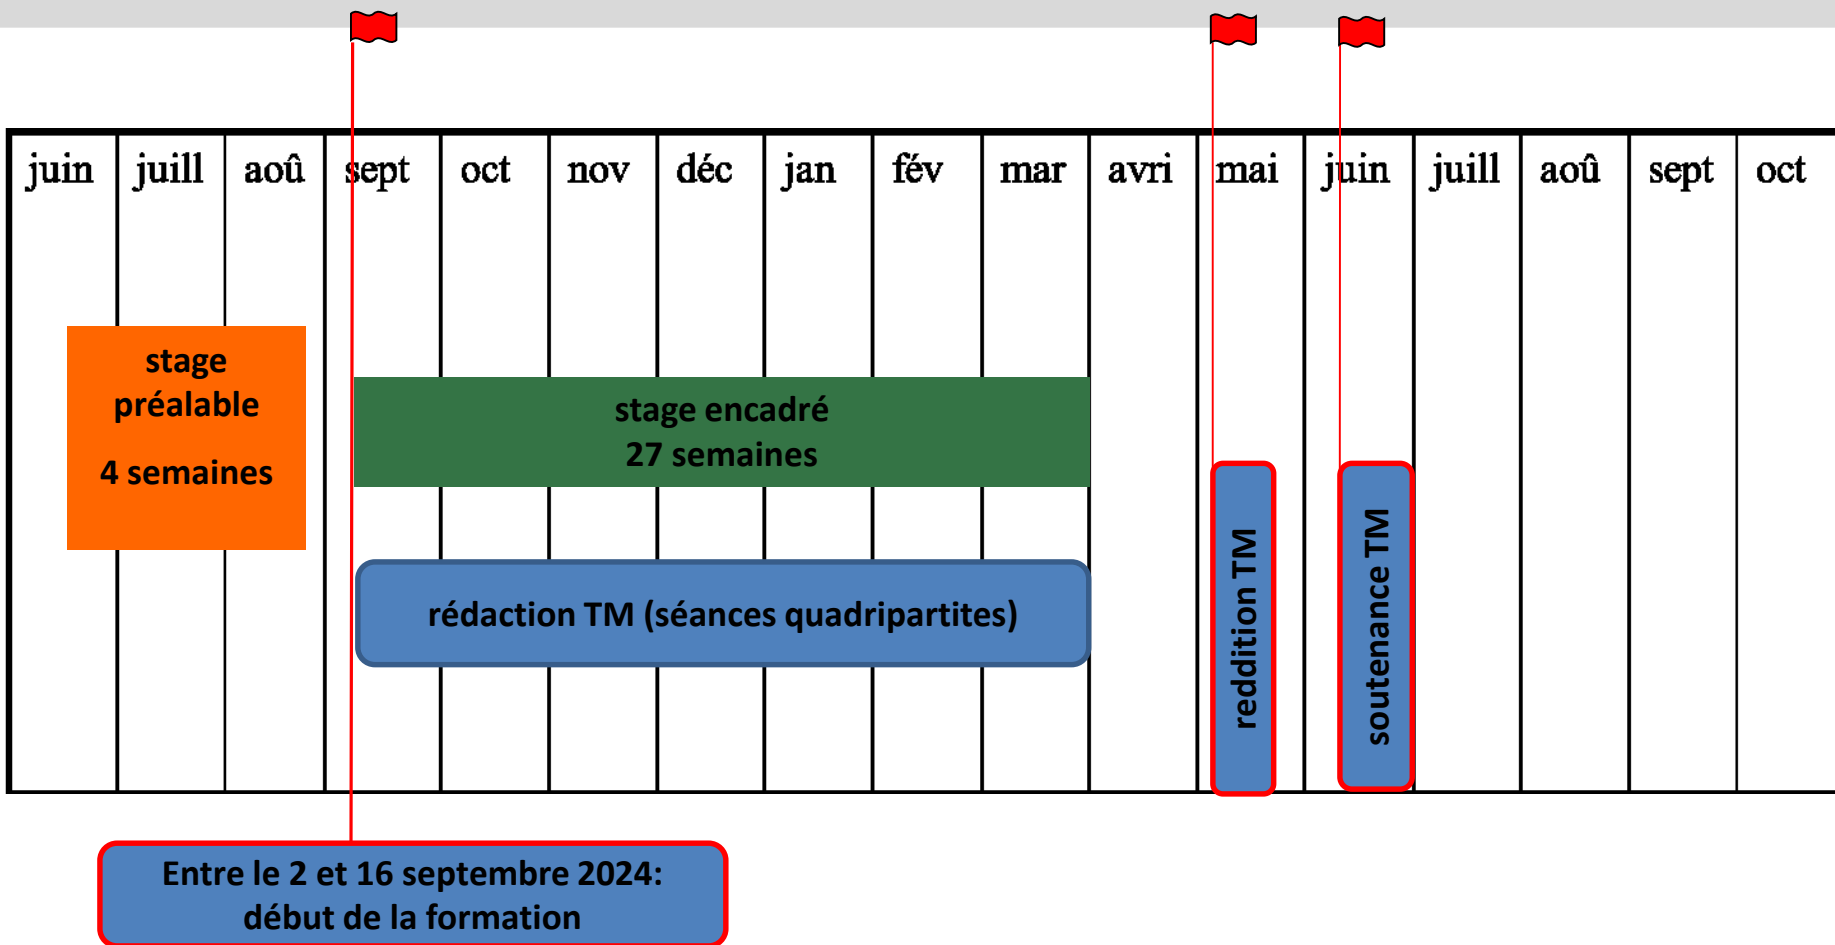 juin juill aoû sept oct nov déc jan fév mar avri mai juin juill aoû sept oct
stage
préalable
4 semaines
stage encadré
27 semaines
rédaction TM (séances quadripartites)
reddition TM
soutenance TM
Entre le 2 et 16 septembre 2024:
début de la formation